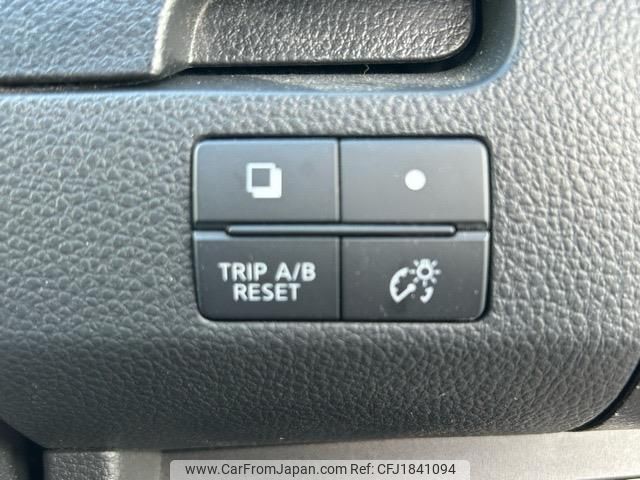 TRIP A/B
RESET
www.CarFromJapan.com Ref: CFJ1841094